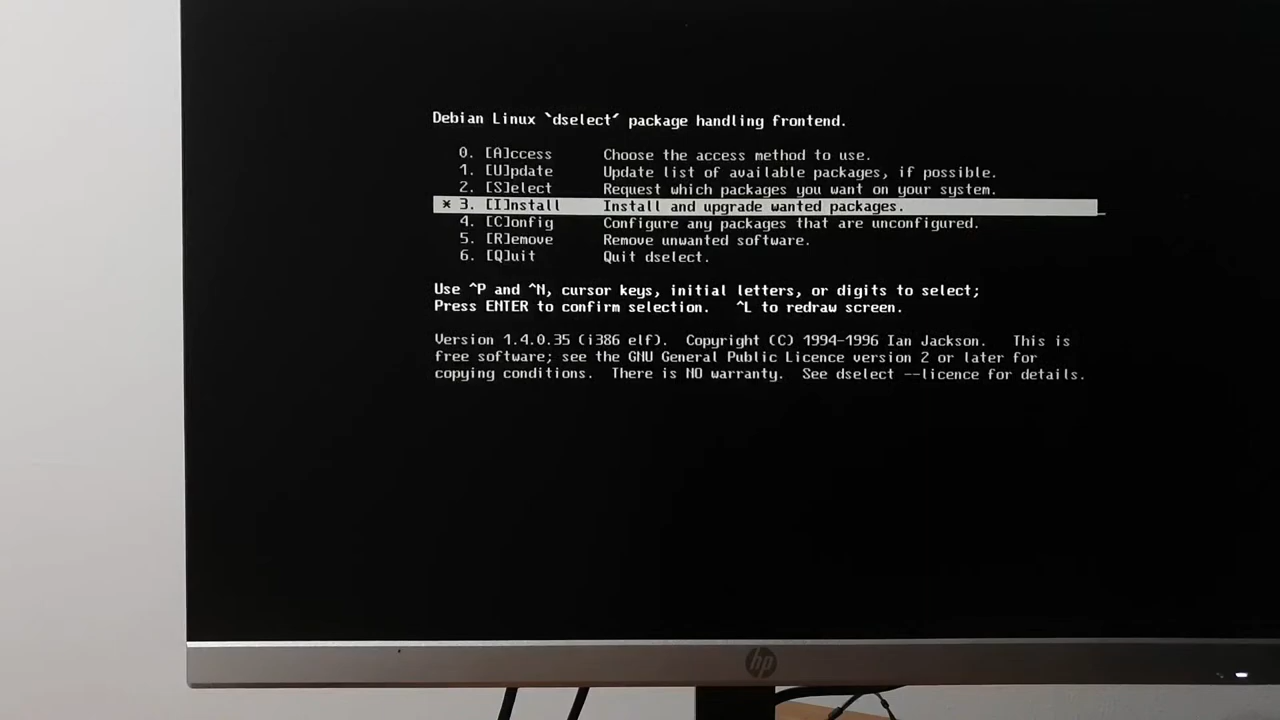 Debian Linux `dselect´ package handling frontend.
0. [A]ccess Choose the access method to use.
1. [U]pdate Update list of available packages, if possible.
2. [S]elect Request which packages you want on your system.
* 3. [I]nstall Install and upgrade wanted packages.
4. [C]onfig Configure any packages that are unconfigured.
5. [R]emove Remove unwanted software.
6. [Q]uit Quit dselect.
Use ^P and ^N, cursor keys, initial letters, or digits to select;
Press ENTER to confirm selection. ^L to redraw screen.
Version 1.4.0.35 (i386 elf). Copyright (C) 1994-1996 Ian Jackson. This is
free software; see the GNU General Public Licence version 2 or later for
copying conditions. There is NO warranty. See dselect --licence for details.
hp